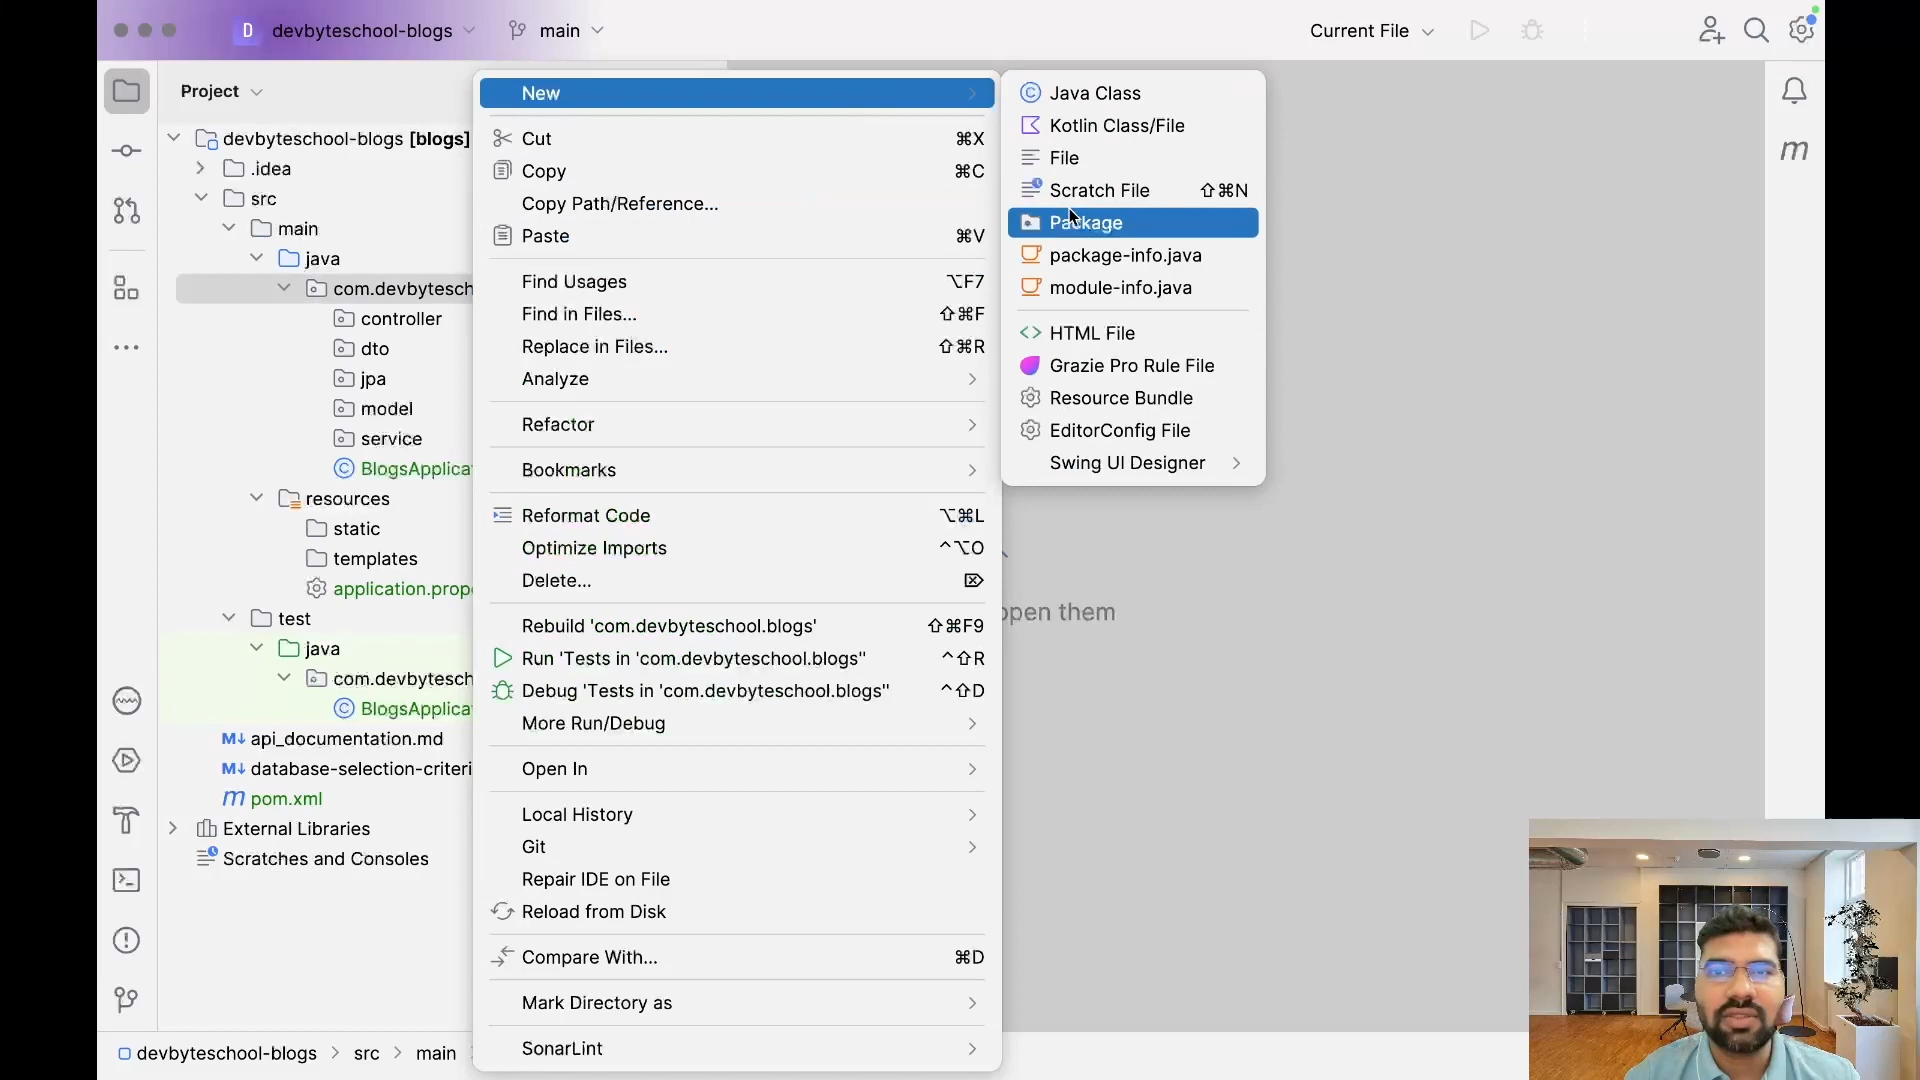 D devbyteschool-blogs main Current File
Project
devbyteschool-blogs [blogs]
.idea
src
main
java
com.devbytesch
controller
dto
jpa
model
service
BlogsApplica
resources
static
templates
application.prope
test
java
com.devbytesch
BlogsApplica
M↓ api_documentation.md
M↓ database-selection-criteri
m pom.xml
External Libraries
Scratches and Consoles
devbyteschool-blogs > src > main
New
Cut ⌘X
Copy ⌘C
Copy Path/Reference...
Paste ⌘V
Find Usages ⌥F7
Find in Files... ⇧⌘F
Replace in Files... ⇧⌘R
Analyze
Refactor
Bookmarks
Reformat Code ⌥⌘L
Optimize Imports ^⌥O
Delete... ⌦
Rebuild 'com.devbyteschool.blogs' ⇧⌘F9
Run 'Tests in 'com.devbyteschool.blogs'' ^⇧R
Debug 'Tests in 'com.devbyteschool.blogs'' ^⇧D
More Run/Debug
Open In
Local History
Git
Repair IDE on File
Reload from Disk
Compare With... ⌘D
Mark Directory as
SonarLint
Java Class
Kotlin Class/File
File
Scratch File ⇧⌘N
Package
package-info.java
module-info.java
HTML File
Grazie Pro Rule File
Resource Bundle
EditorConfig File
Swing UI Designer
open them
m